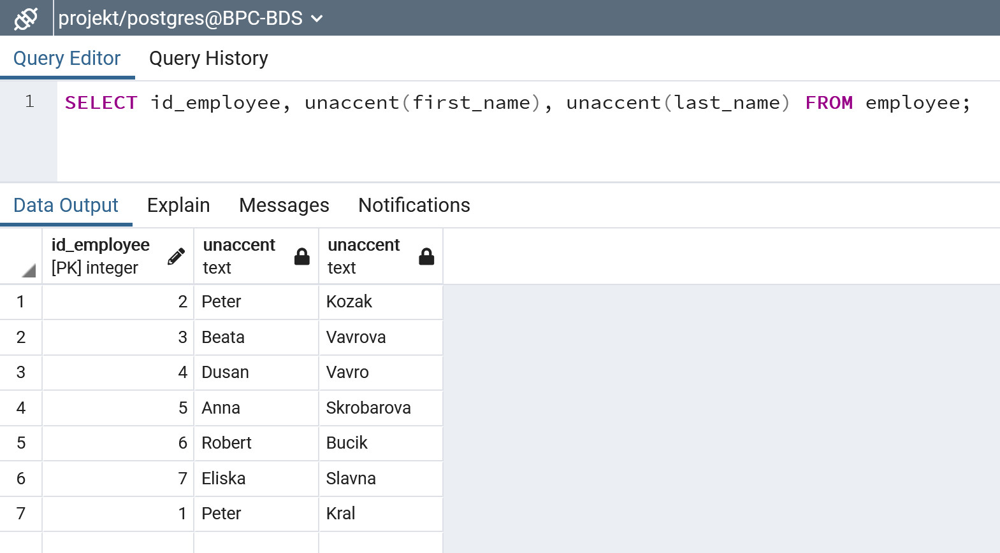 projekt/postgres@BPC-BDS
Query Editor Query History
1 SELECT id_employee, unaccent(first_name), unaccent(last_name) FROM employee;
Data Output Explain Messages Notifications
id_employee unaccent unaccent
[PK] integer text text
1 2 Peter Kozak
2 3 Beata Vavrova
3 4 Dusan Vavro
4 5 Anna Skrobarova
5 6 Robert Bucik
6 7 Eliska Slavna
7 1 Peter Kral